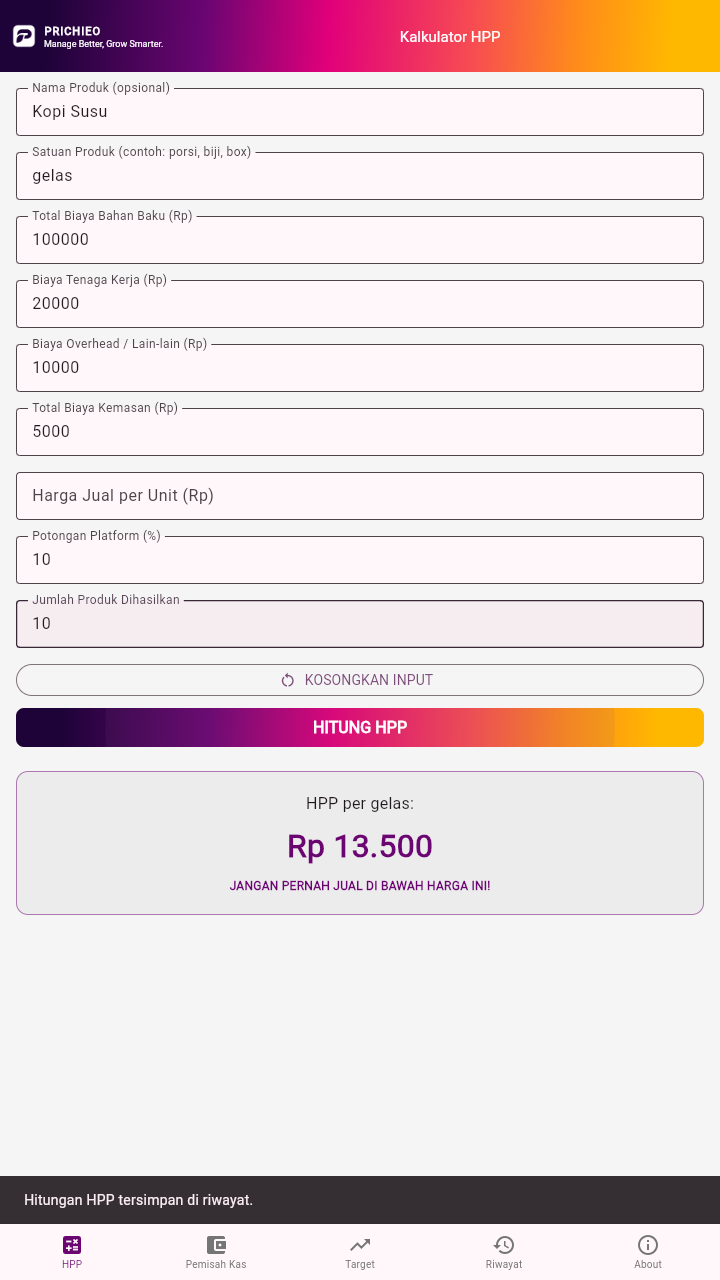 PRICHIEO
Manage Better, Grow Smarter.
Kalkulator HPP
Nama Produk (opsional)
Kopi Susu
Satuan Produk (contoh: porsi, biji, box)
gelas
Total Biaya Bahan Baku (Rp)
100000
Biaya Tenaga Kerja (Rp)
20000
Biaya Overhead / Lain-lain (Rp)
10000
Total Biaya Kemasan (Rp)
5000
Harga Jual per Unit (Rp)
Potongan Platform (%)
10
Jumlah Produk Dihasilkan
10
KOSONGKAN INPUT
HITUNG HPP
HPP per gelas:
Rp 13.500
JANGAN PERNAH JUAL DI BAWAH HARGA INI!
Hitungan HPP tersimpan di riwayat.
HPP
Pemisah Kas
Target
Riwayat
About